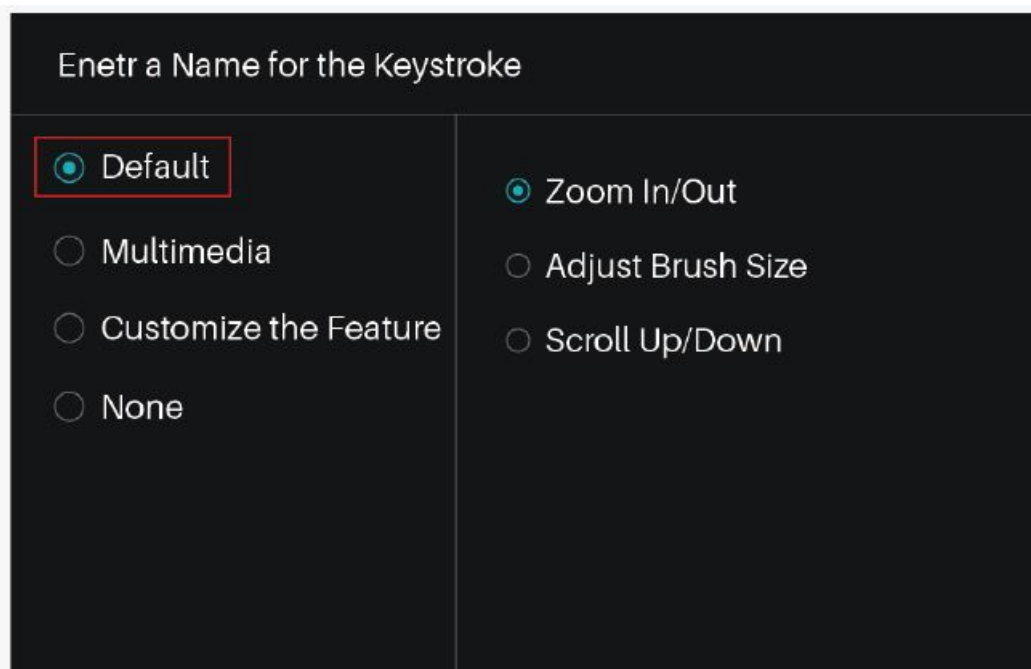 Enetr a Name for the Keystroke
Default
Multimedia
Customize the Feature
None
Zoom In/Out
Adjust Brush Size
Scroll Up/Down